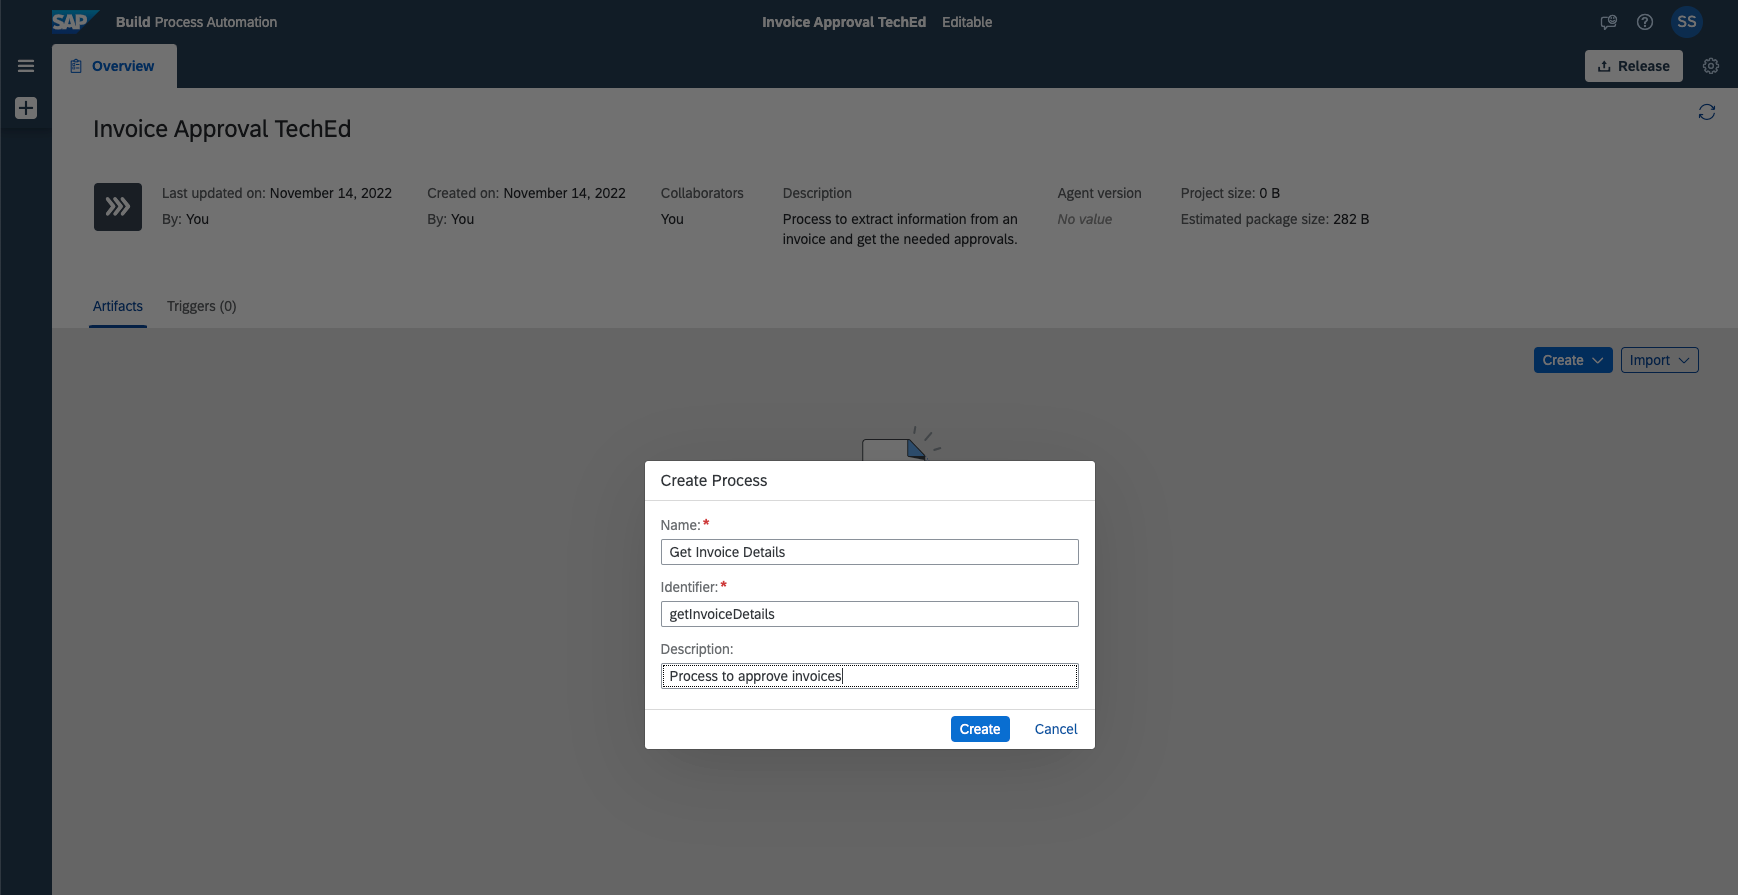 SAP Build Process Automation
Invoice Approval TechEd Editable
SS
Overview
Release
Invoice Approval TechEd
Last updated on: November 14, 2022
By: You
Created on: November 14, 2022
By: You
Collaborators
You
Description
Process to extract information from an
invoice and get the needed approvals.
Agent version
No value
Project size: 0 B
Estimated package size: 282 B
Artifacts
Triggers (0)
Create
Import
Create Process
Name:*
Get Invoice Details
Identifier:*
getInvoiceDetails
Description:
Process to approve invoices
Create
Cancel